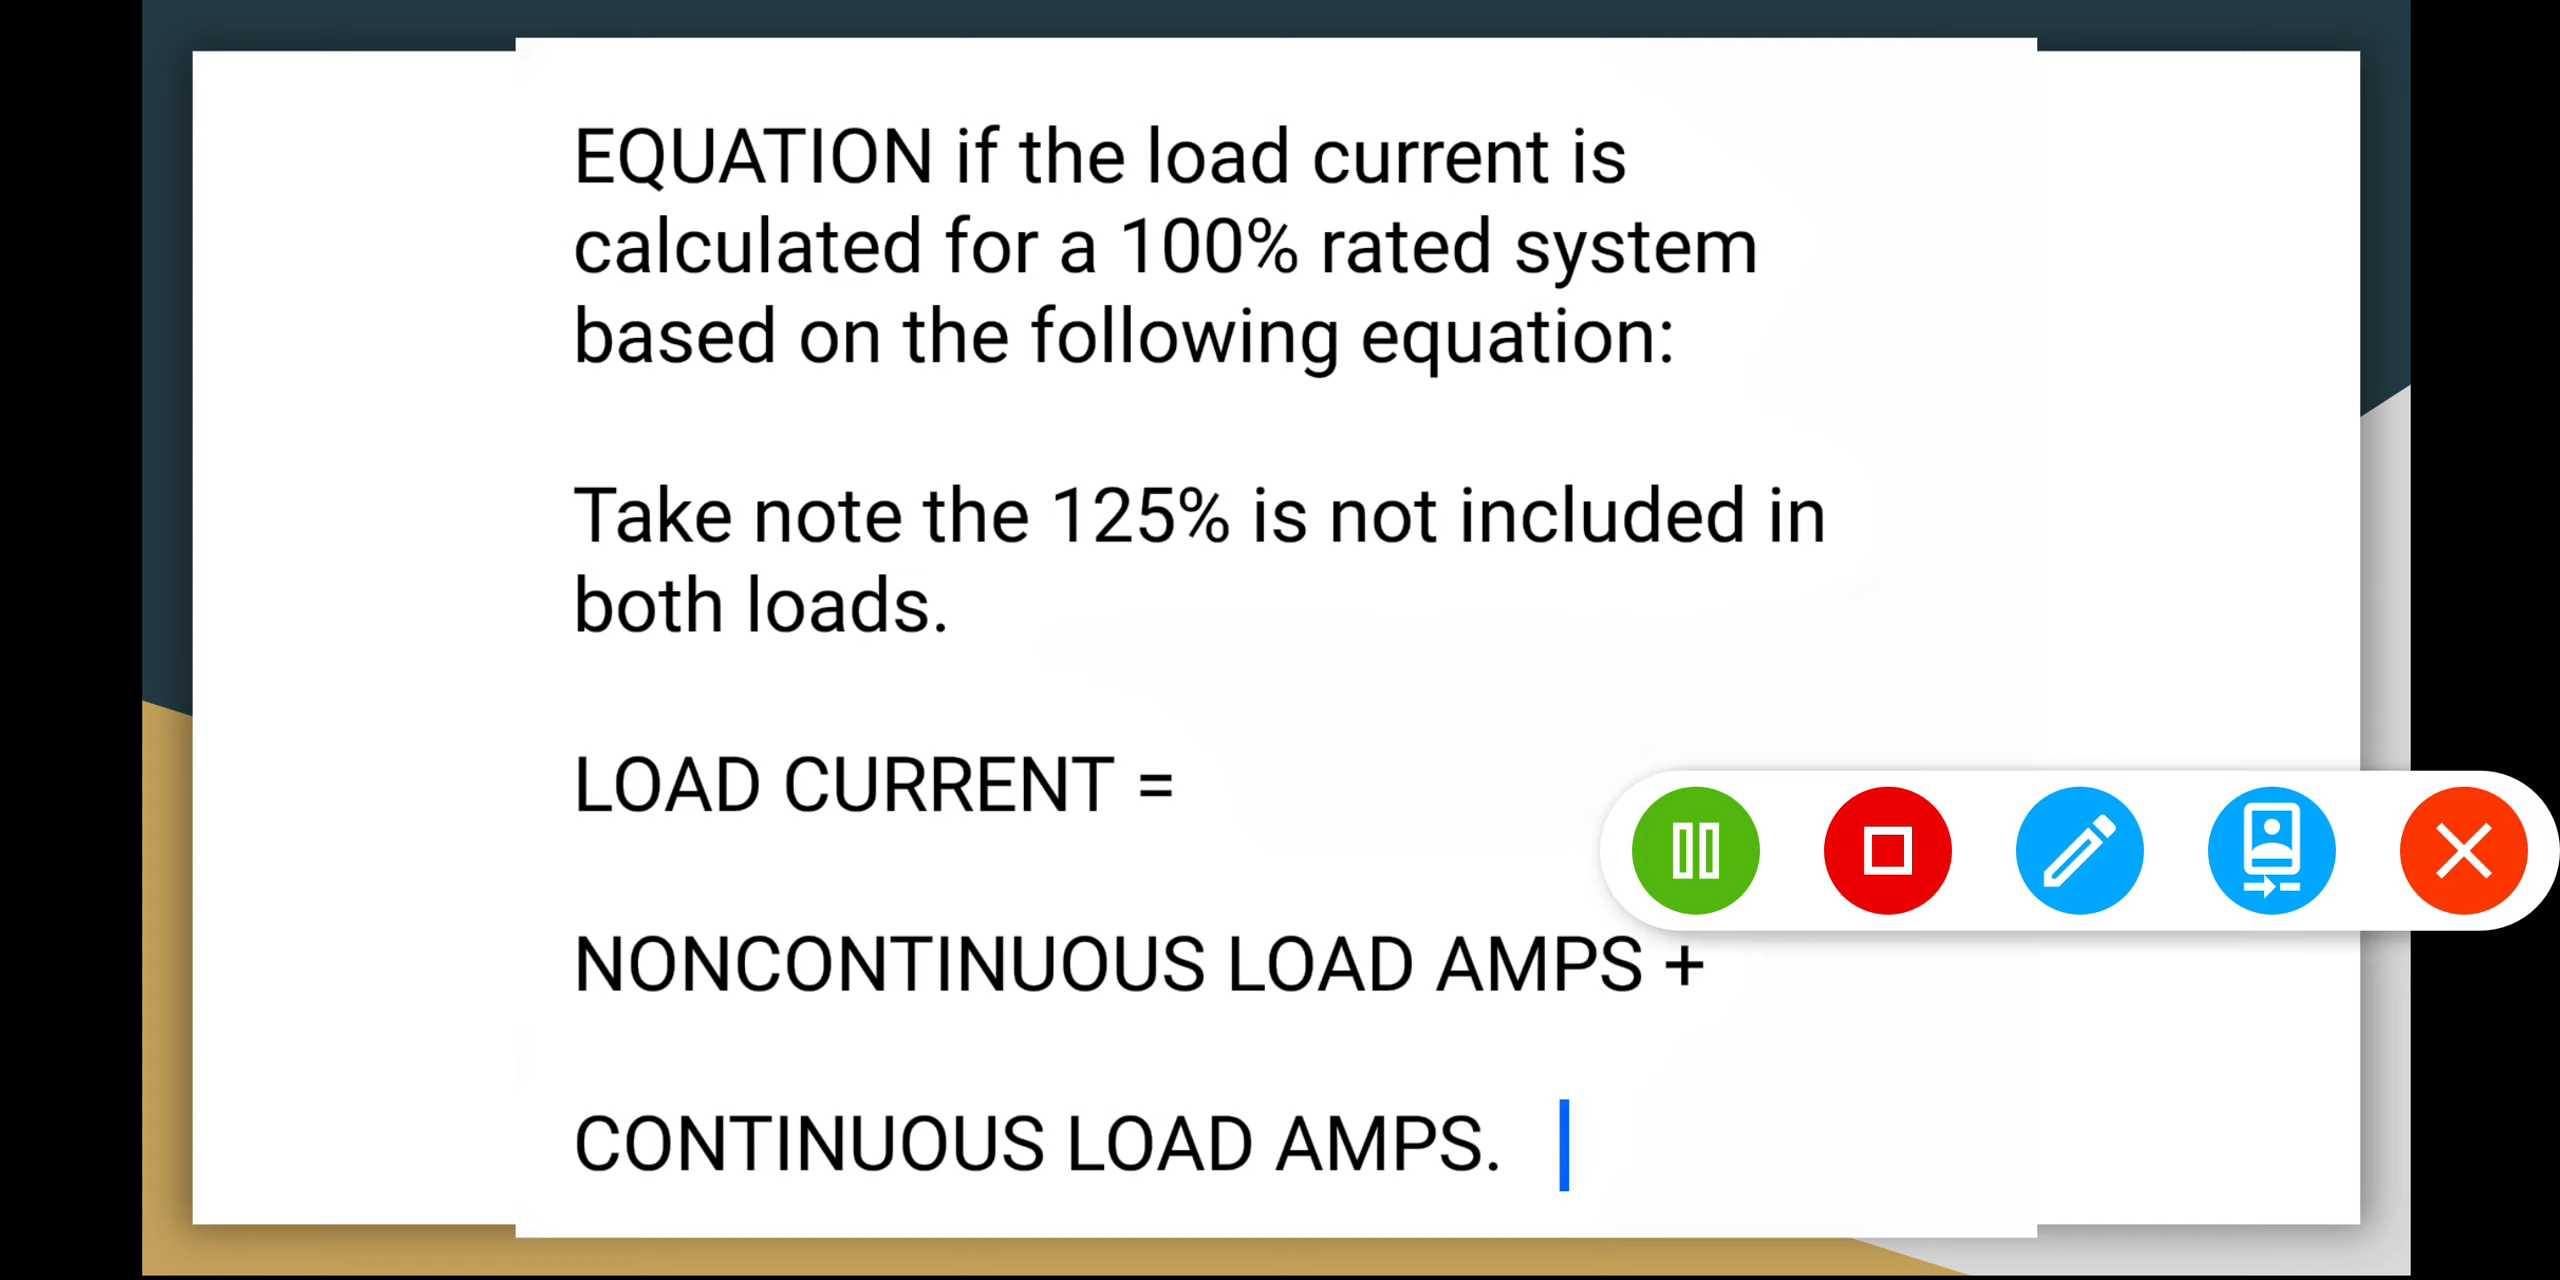 EQUATION if the load current is
calculated for a 100% rated system
based on the following equation:
Take note the 125% is not included in
both loads.
LOAD CURRENT =
NONCONTINUOUS LOAD AMPS +
CONTINUOUS LOAD AMPS.